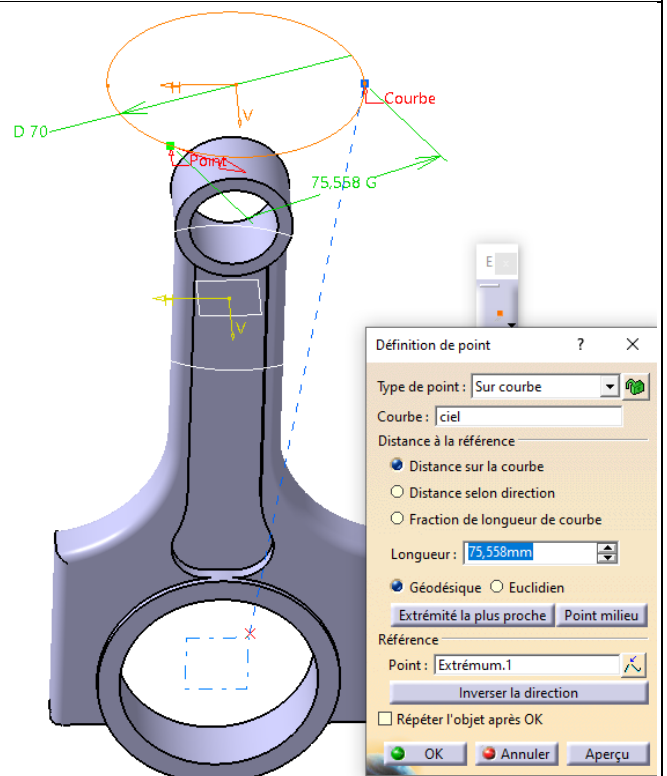 H
V
Courbe
D 70
Point
75,558 G
V
E
Définition de point ? ×
Type de point : Sur courbe
Courbe : ciel
Distance à la référence
Distance sur la courbe
Distance selon direction
Fraction de longueur de courbe
Longueur : 75,558mm
Géodésique Euclidien
Extrémité la plus proche Point milieu
Référence
Point : Extrémum.1
Inverser la direction
Répéter l'objet après OK
OK Annuler Aperçu